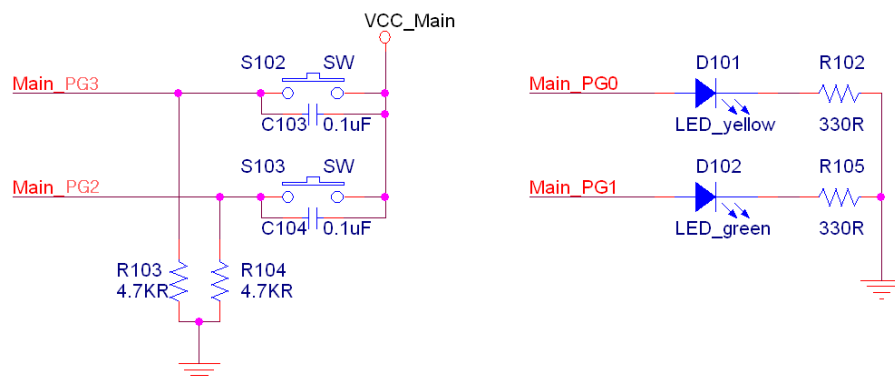 VCC_Main
S102 SW
Main_PG3
C103 0.1uF
S103 SW
Main_PG2
C104 0.1uF
R103 R104
4.7KR 4.7KR
D101 R102
Main_PG0
LED_yellow 330R
D102 R105
Main_PG1
LED_green 330R